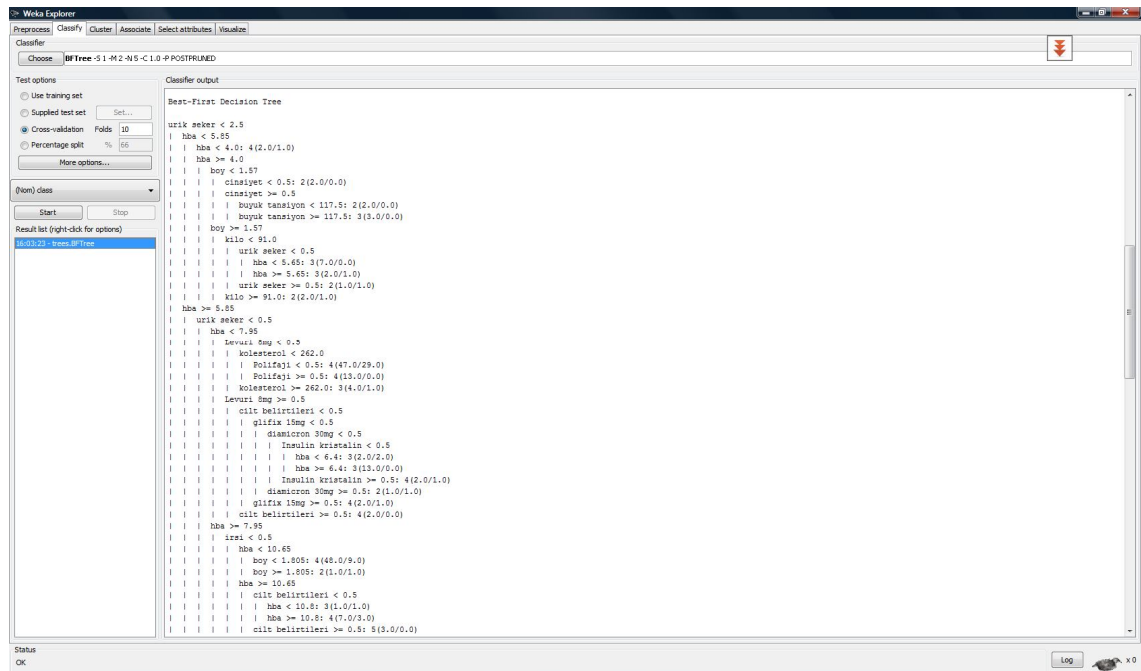 Weka Explorer
Preprocess Classify Cluster Associate Select attributes Visualize
Classifier
Choose BFTree -S 1 -M 2 -N 5 -C 1.0 -P POSTPRUNED
Test options
Use training set
Supplied test set Set...
Cross-validation Folds 10
Percentage split % 66
More options...
(Nom) class
Start Stop
Result list (right-click for options)
16:03:23 - trees.BFTree
Classifier output
Best-First Decision Tree
urik seker < 2.5
| hba < 5.85
| | hba < 4.0: 4(2.0/1.0)
| | hba >= 4.0
| | | boy < 1.57
| | | | cinsiyet < 0.5: 2(2.0/0.0)
| | | | cinsiyet >= 0.5
| | | | | buyuk tansiyon < 117.5: 2(2.0/0.0)
| | | | | buyuk tansiyon >= 117.5: 3(3.0/0.0)
| | | boy >= 1.57
| | | | kilo < 91.0
| | | | | urik seker < 0.5
| | | | | | hba < 5.65: 3(7.0/0.0)
| | | | | | hba >= 5.65: 3(2.0/1.0)
| | | | | urik seker >= 0.5: 2(1.0/1.0)
| | | | kilo >= 91.0: 2(2.0/1.0)
| hba >= 5.85
| | urik seker < 0.5
| | | hba < 7.95
| | | | Levuri 8mg < 0.5
| | | | | kolesterol < 262.0
| | | | | | Polifaji < 0.5: 4(47.0/29.0)
| | | | | | Polifaji >= 0.5: 4(13.0/0.0)
| | | | | kolesterol >= 262.0: 3(4.0/1.0)
| | | | Levuri 8mg >= 0.5
| | | | | cilt belirtileri < 0.5
| | | | | | glifix 15mg < 0.5
| | | | | | | diamicron 30mg < 0.5
| | | | | | | | Insulin kristalin < 0.5
| | | | | | | | | hba < 6.4: 3(2.0/2.0)
| | | | | | | | | hba >= 6.4: 3(13.0/0.0)
| | | | | | | | Insulin kristalin >= 0.5: 4(2.0/1.0)
| | | | | | | diamicron 30mg >= 0.5: 2(1.0/1.0)
| | | | | | glifix 15mg >= 0.5: 4(2.0/1.0)
| | | | | cilt belirtileri >= 0.5: 4(2.0/0.0)
| | | hba >= 7.95
| | | | irsi < 0.5
| | | | | hba < 10.65
| | | | | | boy < 1.805: 4(48.0/9.0)
| | | | | | boy >= 1.805: 2(1.0/1.0)
| | | | | hba >= 10.65
| | | | | | cilt belirtileri < 0.5
| | | | | | | hba < 10.8: 3(1.0/1.0)
| | | | | | | hba >= 10.8: 4(7.0/3.0)
| | | | | | cilt belirtileri >= 0.5: 5(3.0/0.0)
Status
OK
Log x 0